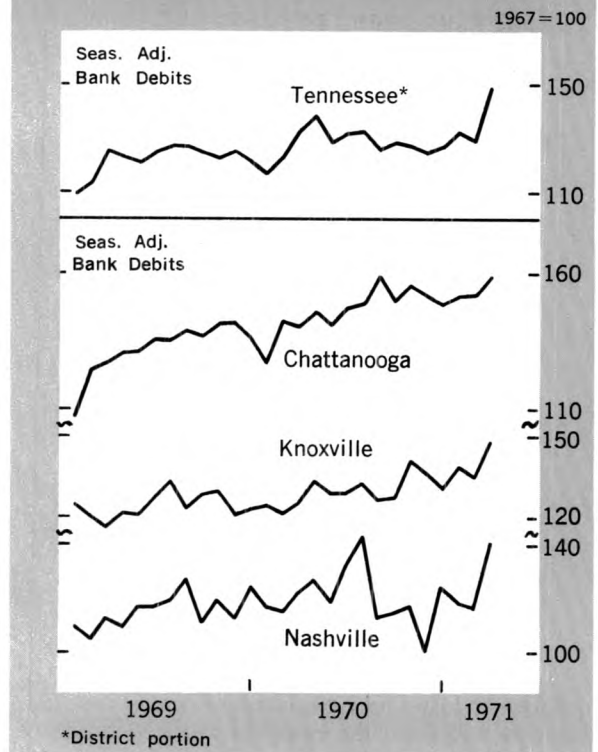 1967=100
Seas. Adj.
Bank Debits
Tennessee*
150
110
Seas. Adj.
Bank Debits
160
Chattanooga
110
150
Knoxville
120
140
Nashville
100
1969 1970 1971
*District portion